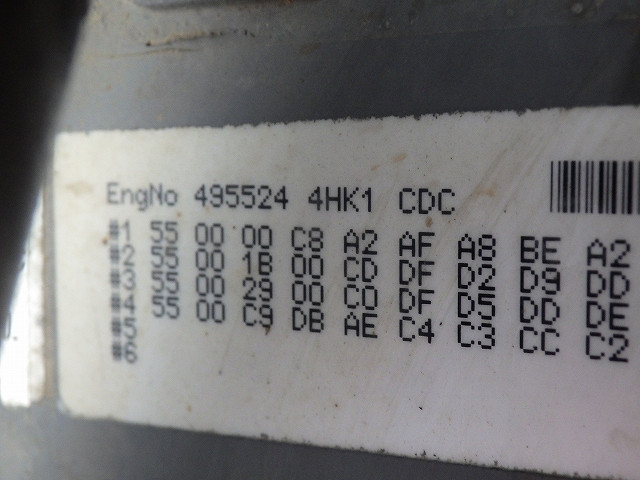 EngNo 495524 4HK1 CDC
#1 55 00 00 C8 A2 AF A8 BE A2
#2 55 00 1B 00 CD DF D2 D9 DD
#3 55 00 29 00 C0 DF D5 DD DE
#4 55 00 C9 DB AE C4 C3 CC C2
#5
#6